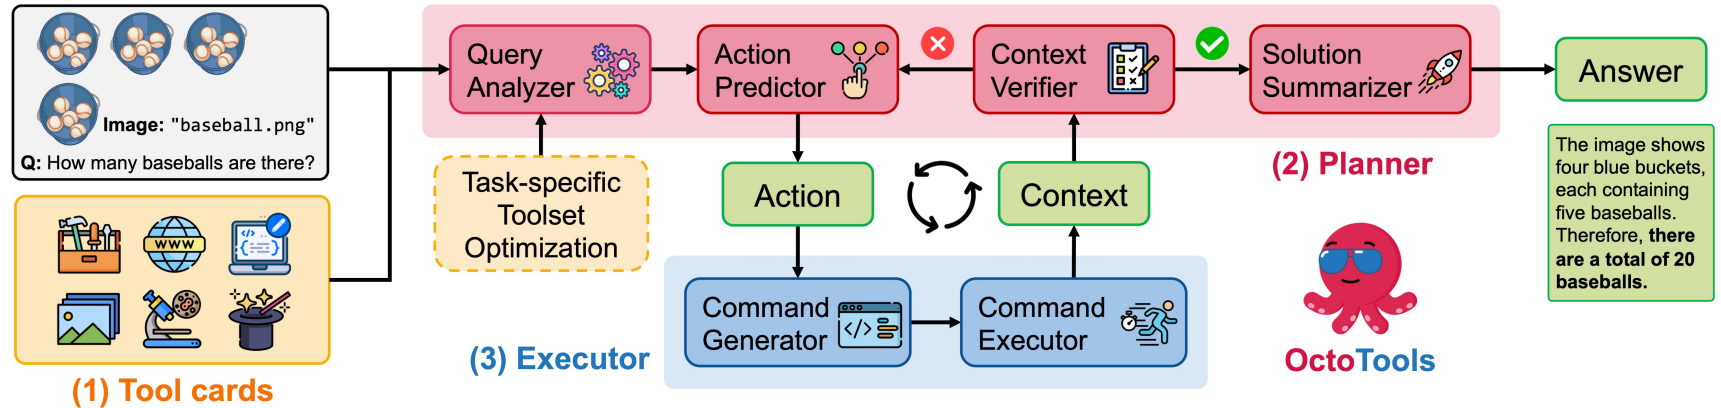 Image: "baseball.png"
Q: How many baseballs are there?
WWW
</>
{=}
(1) Tool cards
Query
Analyzer
Action
Predictor
Context
Verifier
Solution
Summarizer
(2) Planner
Task-specific
Toolset
Optimization
Action
Context
Command
Generator
</>
Command
Executor
(3) Executor
OctoTools
Answer
The image shows
four blue buckets,
each containing
five baseballs.
Therefore, there
are a total of 20
baseballs.